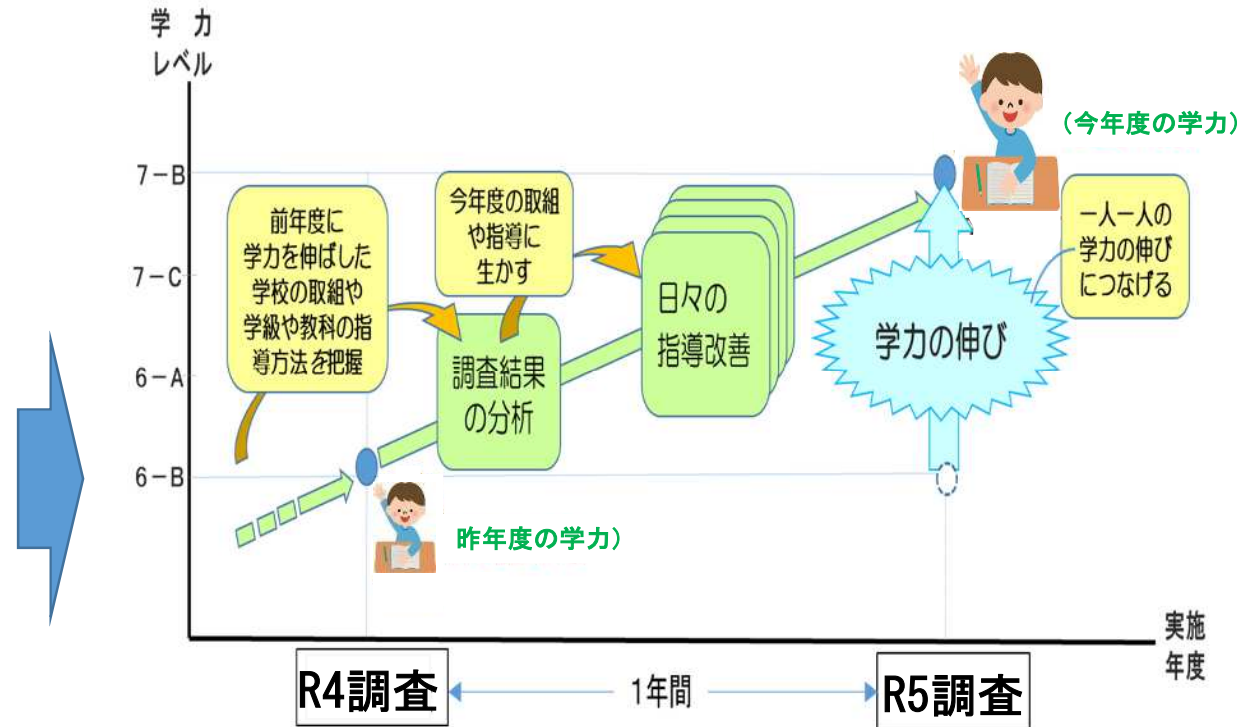 学 力
レベル
7－B
7－C
6－A
6－B
前年度に
学力を伸ばした
学校の取組や
学級や教科の指
導方法を把握
今年度の取組
や指導に
生かす
調査結果
の分析
日々の
指導改善
学力の伸び
（今年度の学力）
一人一人の
学力の伸び
につなげる
昨年度の学力）
実施
年度
R4調査
1年間
R5調査